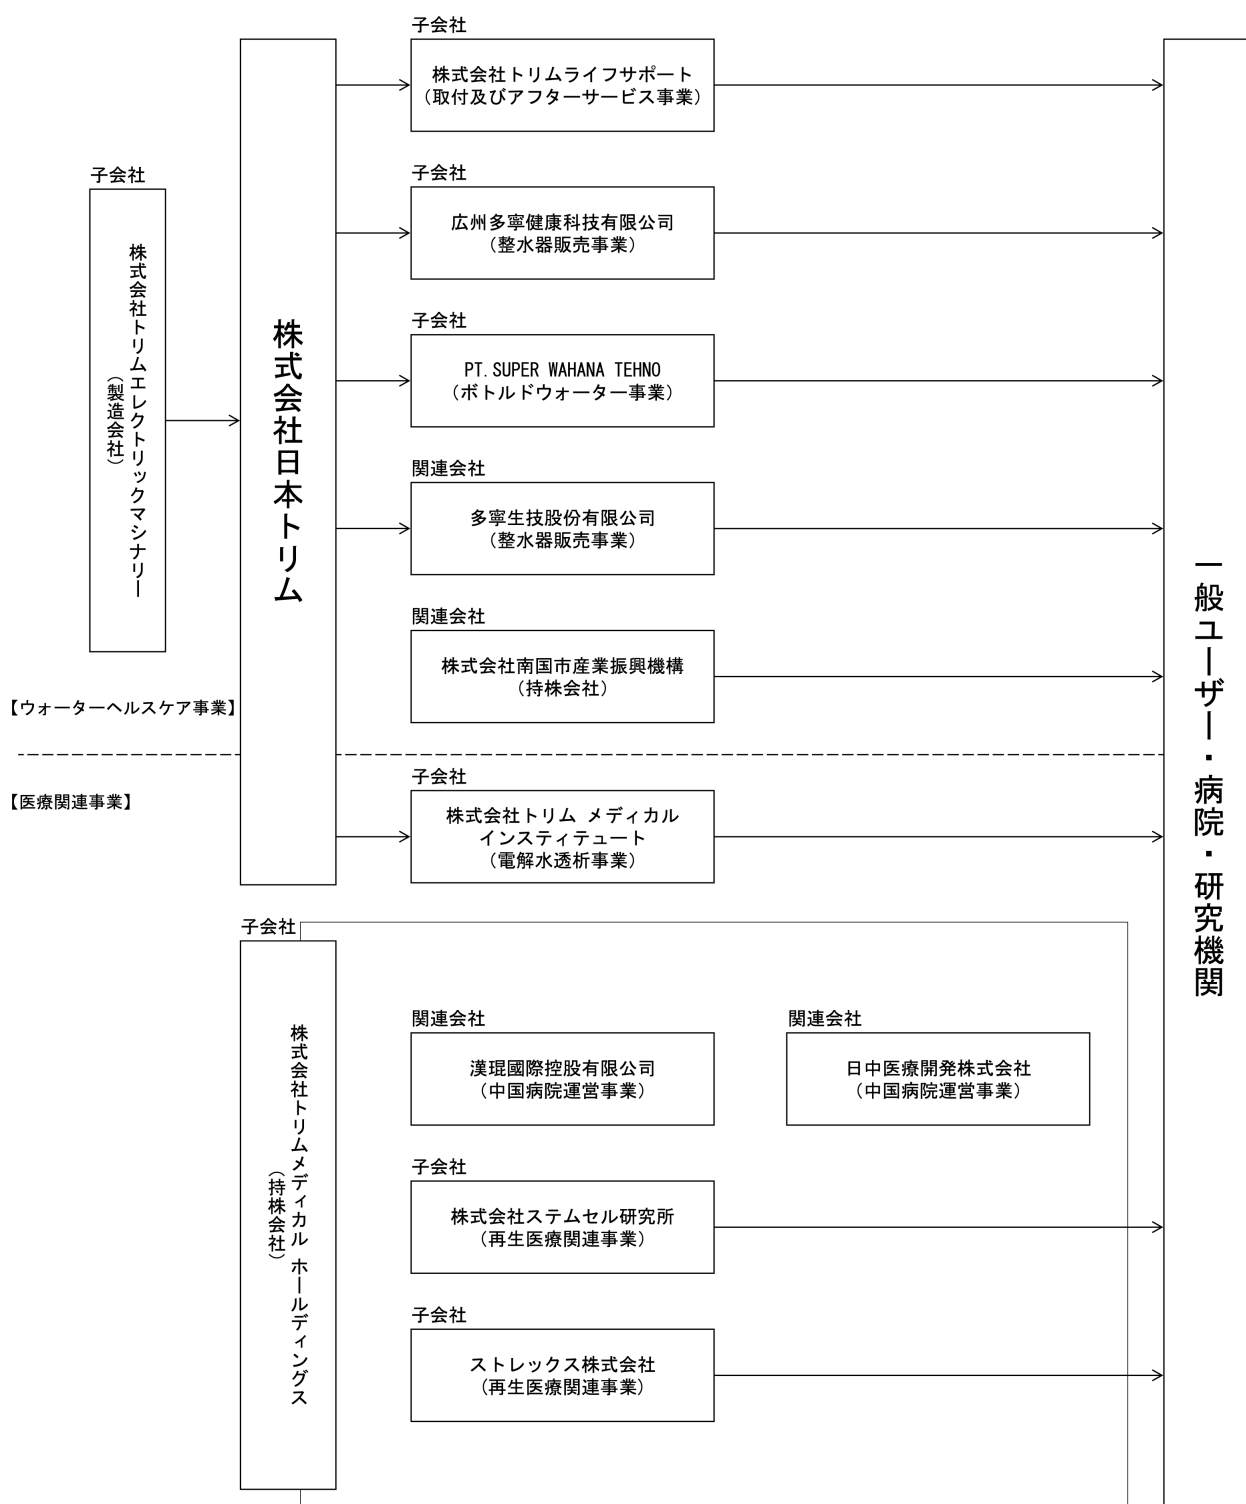 子会社
株式会社トリムライフサポート
（取付及びアフターサービス事業）
子会社
広州多寧健康科技有限公司
（整水器販売事業）
子会社
株式会社トリムエレクトリックマシナリー
（製造会社）
株式会社日本トリム
子会社
PT. SUPER WAHANA TEHNO
（ボトルドウォーター事業）
関連会社
多寧生技股份有限公司
（整水器販売事業）
関連会社
株式会社南国市産業振興機構
（持株会社）
一般ユーザー・病院・研究機関
【ウォーターヘルスケア事業】
【医療関連事業】
子会社
株式会社トリム メディカル
インスティテュート
（電解水透析事業）
子会社
株式会社トリムメディカル ホールディングス
（持株会社）
関連会社
漢琨國際控股有限公司
（中国病院運営事業）
関連会社
日中医療開発株式会社
（中国病院運営事業）
子会社
株式会社ステムセル研究所
（再生医療関連事業）
子会社
ストレックス株式会社
（再生医療関連事業）